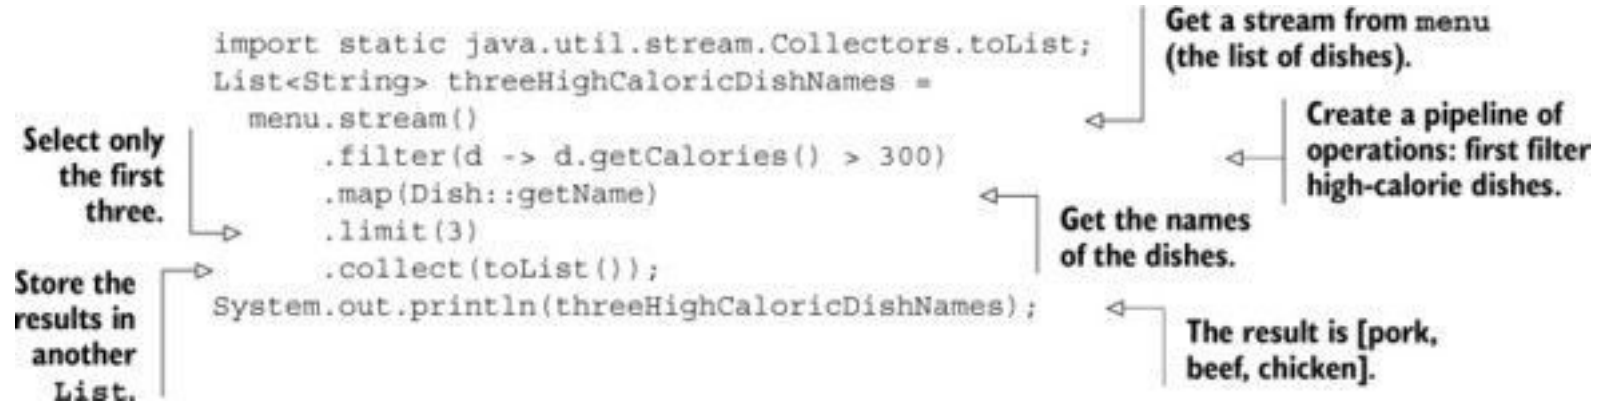 Get a stream from menu
(the list of dishes).
import static java.util.stream.Collectors.toList;
List<String> threeHighCaloricDishNames =
menu.stream()
.filter(d -> d.getCalories() > 300)
.map(Dish::getName)
.limit(3)
.collect(toList());
System.out.println(threeHighCaloricDishNames);
Create a pipeline of
operations: first filter
high-calorie dishes.
Select only
the first
three.
Get the names
of the dishes.
Store the
results in
another
List.
The result is [pork,
beef, chicken].